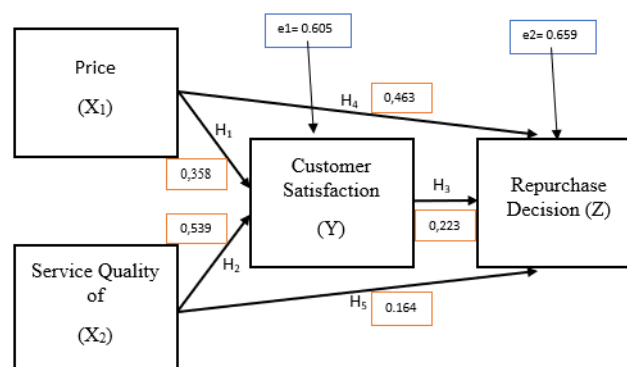 e1= 0.605
e2= 0.659
Price
(X₁)
H₄
0,463
H₁
0,358
Customer
Satisfaction
(Y)
H₃
0,223
Repurchase
Decision (Z)
0,539
H₂
Service Quality
of
(X₂)
H₅
0.164